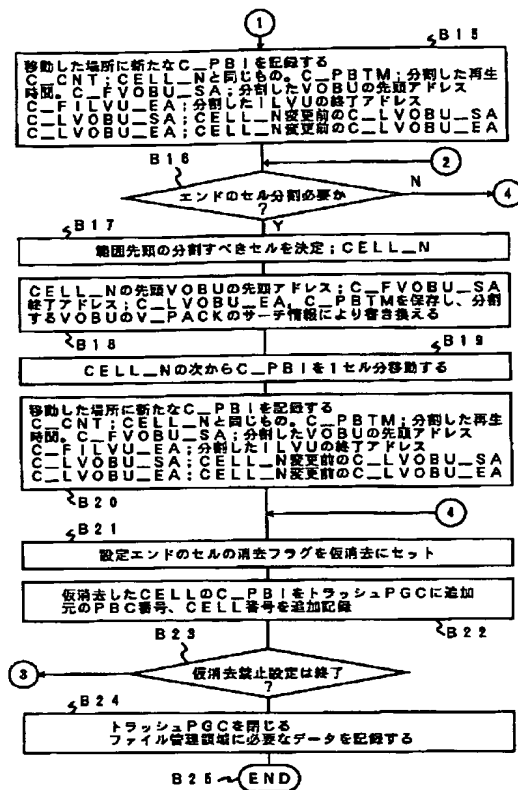 1
B15
移動した場所に新たなC_PBIを記録する
C_CNT;CELL_Nと同じもの。C_PBTM;分割した再生
時間。C_FVOBU_SA;分割したVOBUの先頭アドレス
C_FILVU_EA;分割したILVUの終了アドレス
C_LVOBU_SA;CELL_N変更前のC_LVOBU_SA
C_LVOBU_EA;CELL_N変更前のC_LVOBU_EA
B16
2
エンドのセル分割必要か
?
N
4
B17
Y
範囲先頭の分割すべきセルを決定;CELL_N
CELL_Nの先頭VOBUの先頭アドレス;C_FVOBU_SA
終了アドレス;C_LVOBU_EA, C_PBTMを保存し、分割
するVOBUのV_PACKのサーチ情報により書き換える
B18
B19
CELL_Nの次からC_PBIを1セル分移動する
移動した場所に新たなC_PBIを記録する
C_CNT;CELL_Nと同じもの。C_PBTM;分割した再生
時間。C_FVOBU_SA;分割したVOBUの先頭アドレス
C_FILVU_EA;分割したILVUの終了アドレス
C_LVOBU_SA;CELL_N変更前のC_LVOBU_SA
C_LVOBU_EA;CELL_N変更前のC_LVOBU_EA
B20
4
B21
設定エンドのセルの消去フラグを仮消去にセット
仮消去したCELLのC_PBIをトラッシュPGCに追加
元のPBC番号、CELL番号を追加記録
B22
B23
3
仮消去禁止設定は終了
?
B24
トラッシュPGCを閉じる
ファイル管理領域に必要なデータを記録する
B25
END